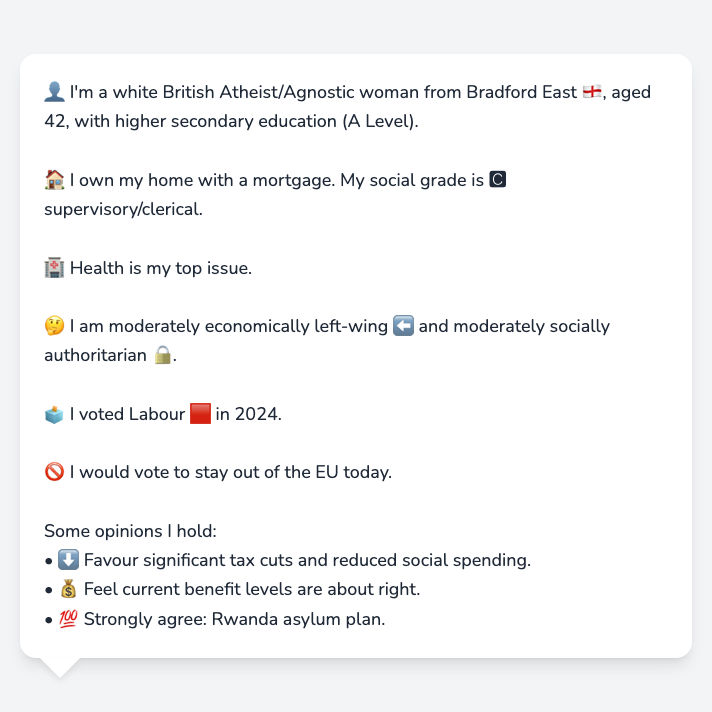 👤 I'm a white British Atheist/Agnostic woman from Bradford East 🏴󠁧󠁢󠁥󠁮󠁧󠁿, aged
42, with higher secondary education (A Level).
🏠 I own my home with a mortgage. My social grade is 🅲
supervisory/clerical.
🏥 Health is my top issue.
🤔 I am moderately economically left-wing ⬅️ and moderately socially
authoritarian 🔒.
🗳️ I voted Labour 🟥 in 2024.
🚫 I would vote to stay out of the EU today.
Some opinions I hold:
• ⬇️ Favour significant tax cuts and reduced social spending.
• 💰 Feel current benefit levels are about right.
• 💯 Strongly agree: Rwanda asylum plan.